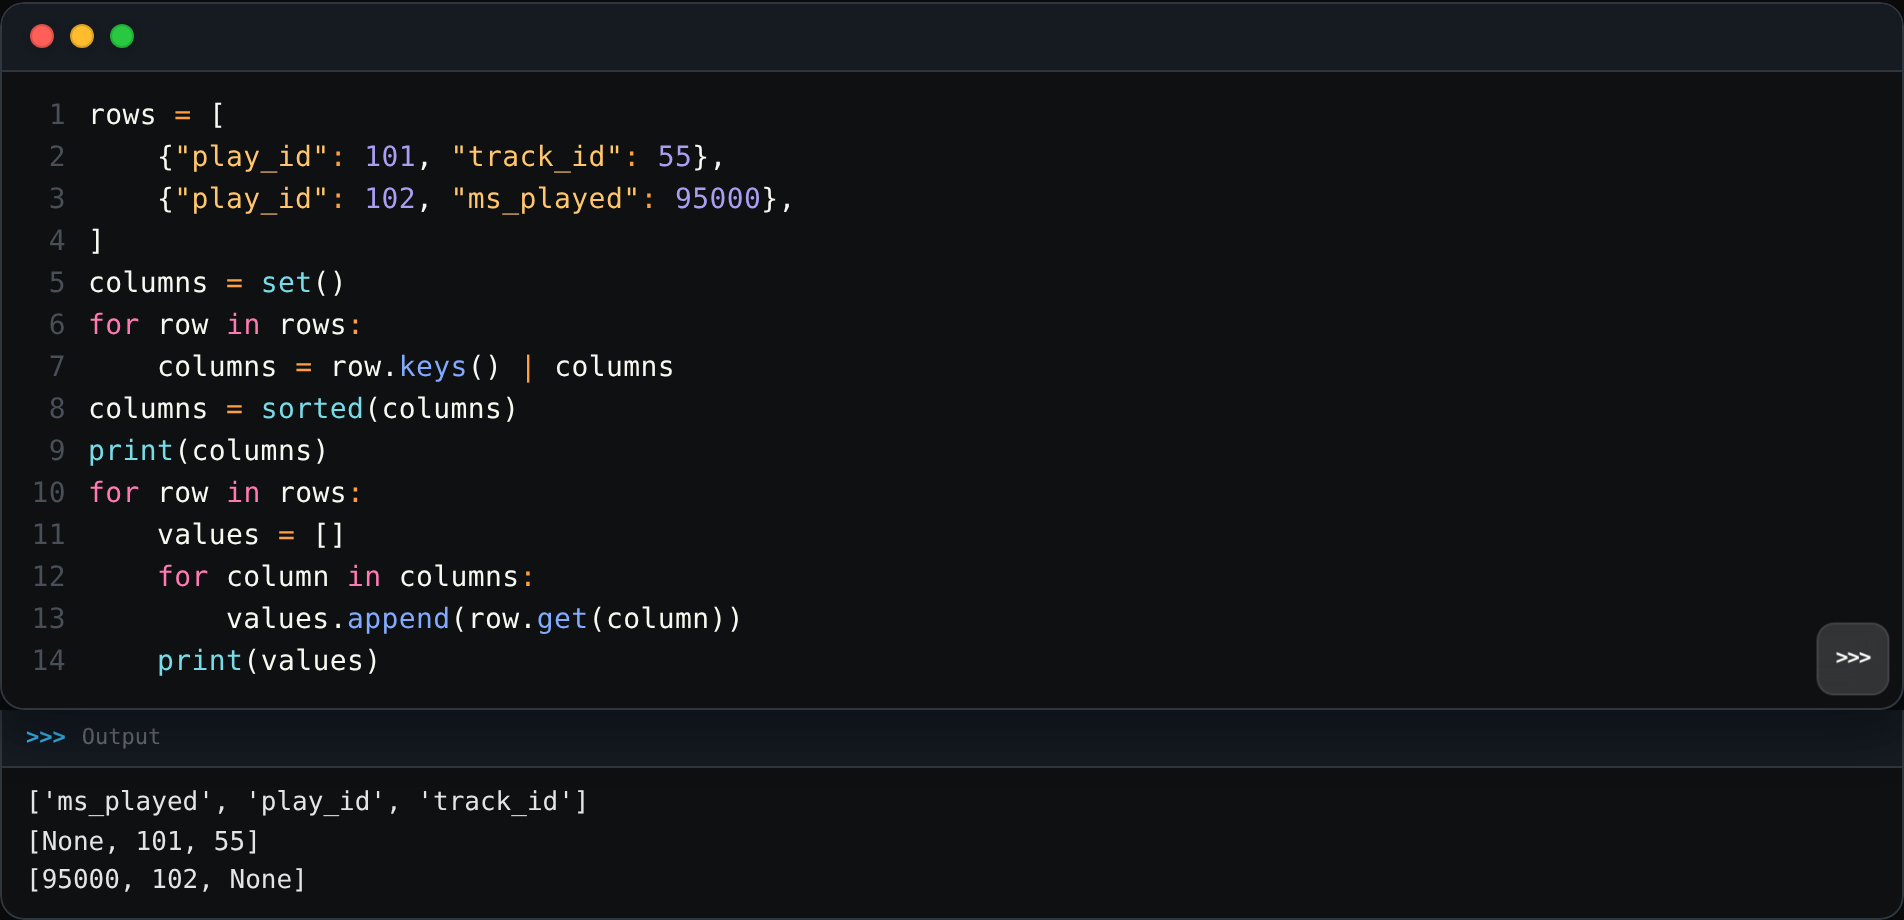 1 rows = [
2     {"play_id": 101, "track_id": 55},
3     {"play_id": 102, "ms_played": 95000},
4 ]
5 columns = set()
6 for row in rows:
7     columns = row.keys() | columns
8 columns = sorted(columns)
9 print(columns)
10 for row in rows:
11     values = []
12     for column in columns:
13         values.append(row.get(column))
14     print(values)
>>>
>>> Output
['ms_played', 'play_id', 'track_id']
[None, 101, 55]
[95000, 102, None]